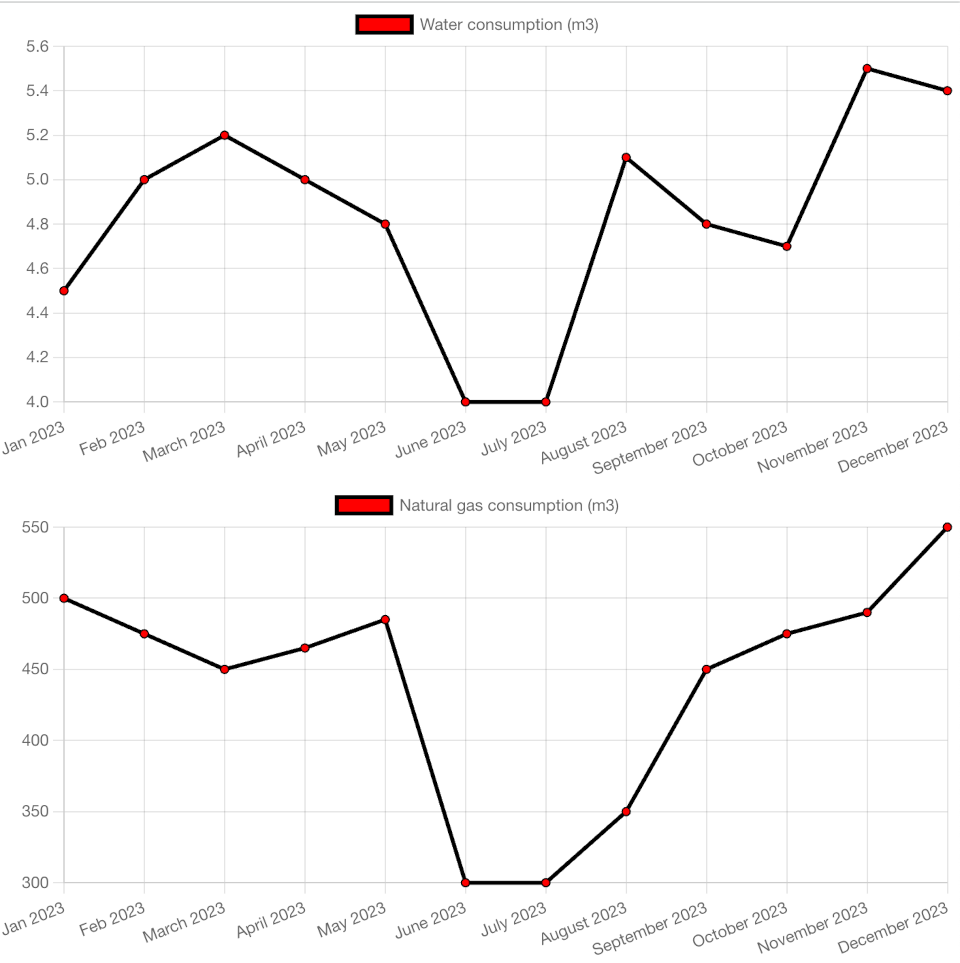 Water consumption (m3)
5.6
5.4
5.2
5.0
4.8
4.6
4.4
4.2
4.0
Jan 2023
Feb 2023
March 2023
April 2023
May 2023
June 2023
July 2023
August 2023
September 2023
October 2023
November 2023
December 2023
Natural gas consumption (m3)
550
500
450
400
350
300
Jan 2023
Feb 2023
March 2023
April 2023
May 2023
June 2023
July 2023
August 2023
September 2023
October 2023
November 2023
December 2023